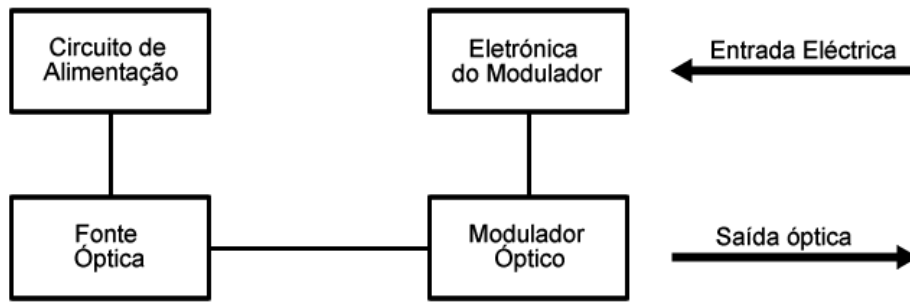 Circuito de
Alimentação
Eletrónica
do Modulador
Entrada Eléctrica
Fonte
Óptica
Modulador
Óptico
Saída óptica